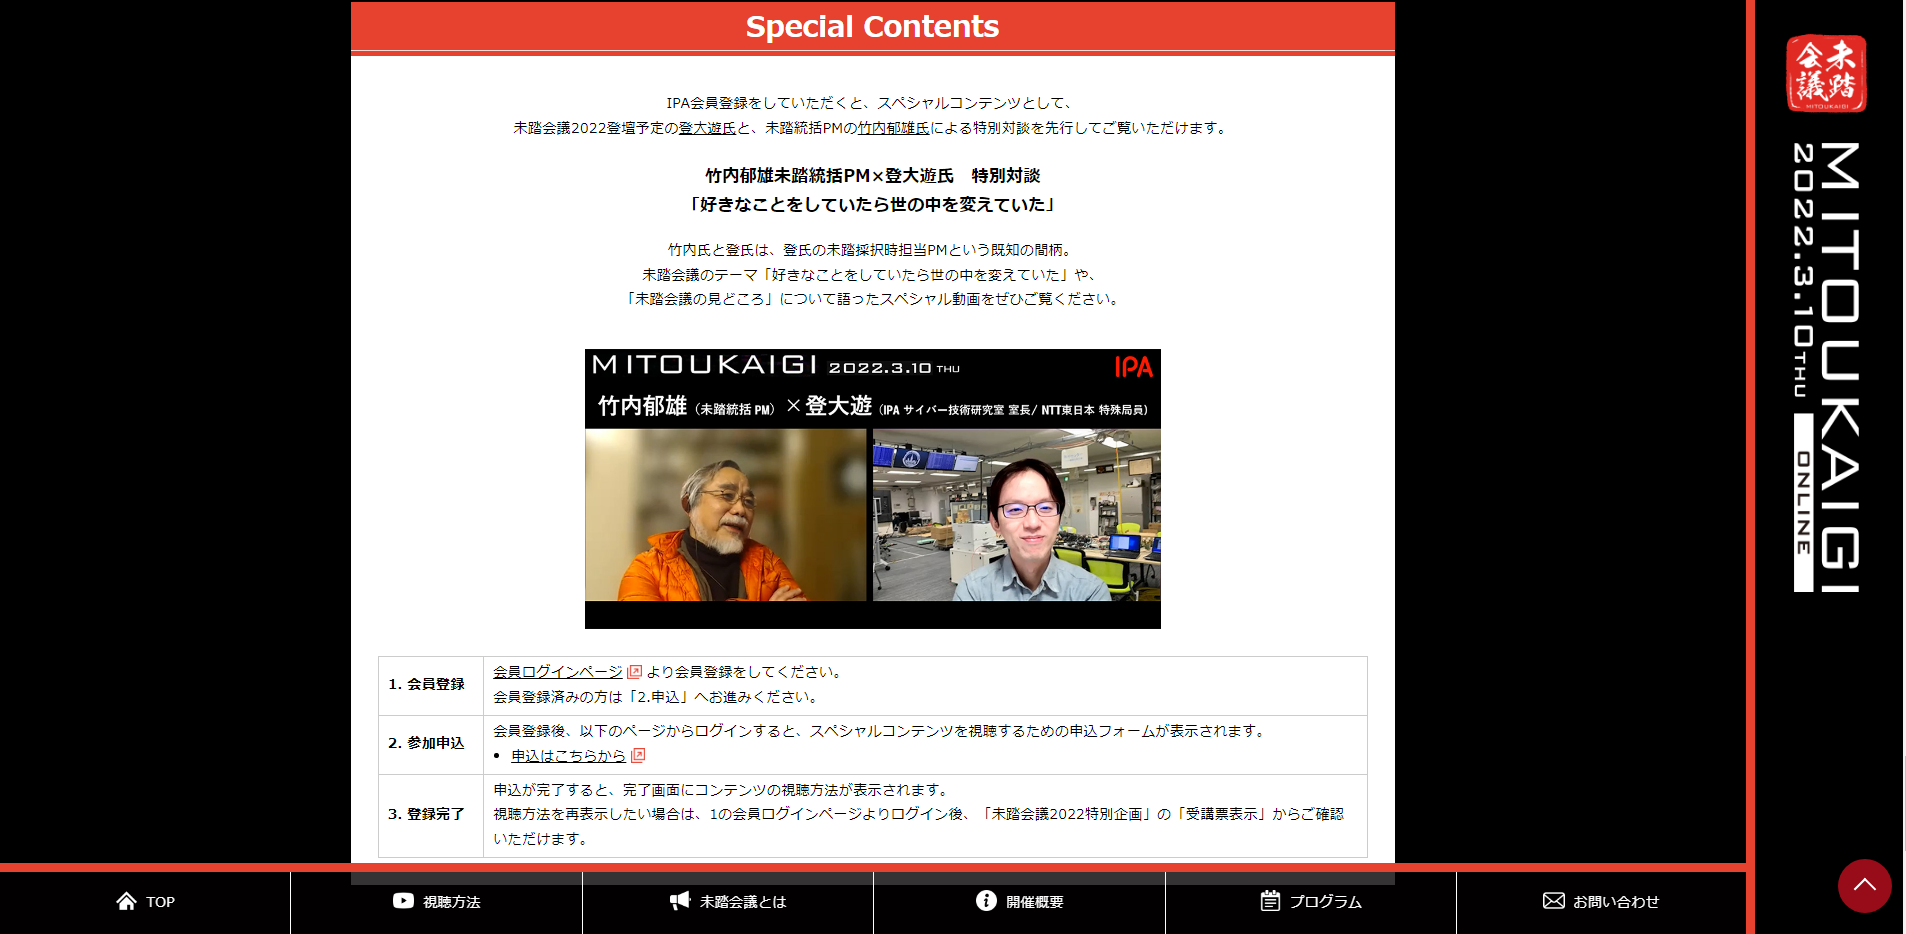 Special Contents
IPA会員登録をしていただくと、スペシャルコンテンツとして、
未踏会議2022登壇予定の登大遊氏と、未踏統括PMの竹内郁雄氏による特別対談を先行してご覧いただけます。
竹内郁雄未踏統括PM×登大遊氏　特別対談
「好きなことをしていたら世の中を変えていた」
竹内氏と登氏は、登氏の未踏採択時担当PMという既知の間柄。
未踏会議のテーマ「好きなことをしていたら世の中を変えていた」や、
「未踏会議の見どころ」について語ったスペシャル動画をぜひご覧ください。
MITOUKAIGI 2022.3.10 THU
IPA
竹内郁雄（未踏統括 PM）×登大遊（IPA サイバー技術研究室 室長/ NTT東日本 特殊局員）
1. 会員登録
会員ログインページ より会員登録をしてください。
会員登録済みの方は「2.申込」へお進みください。
2. 参加申込
会員登録後、以下のページからログインすると、スペシャルコンテンツを視聴するための申込フォームが表示されます。
• 申込はこちらから
3. 登録完了
申込が完了すると、完了画面にコンテンツの視聴方法が表示されます。
視聴方法を再表示したい場合は、1の会員ログインページよりログイン後、「未踏会議2022特別企画」の「受講票表示」からご確認
いただけます。
未踏会議
MITOUKAIGI
MITOUKAIGI
2022.3.10 THU
ONLINE
TOP
視聴方法
未踏会議とは
開催概要
プログラム
お問い合わせ